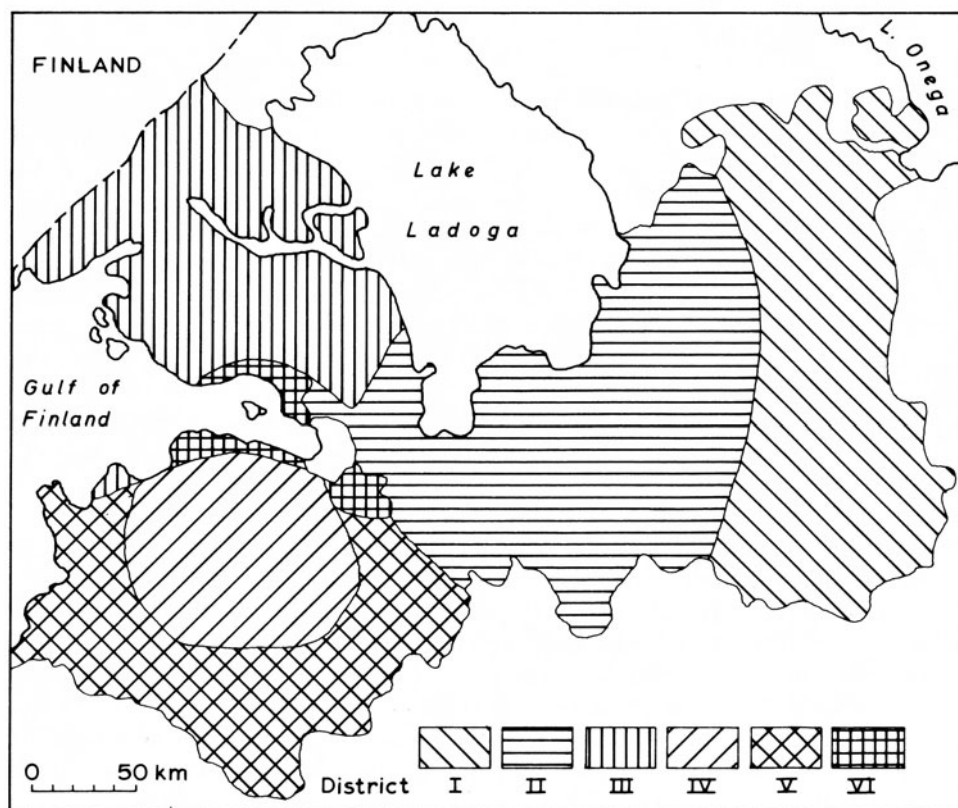 FINLAND
L. Onega
Lake
Ladoga
Gulf of
Finland
0 50 km
District I II III IV V VI